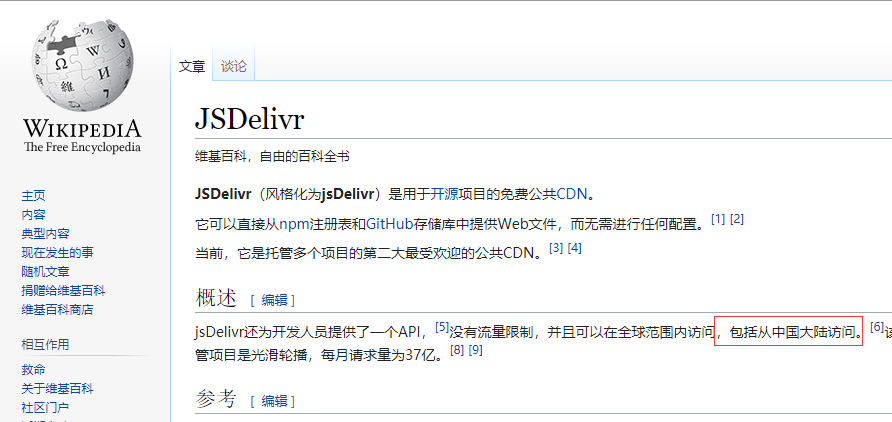 WIKIPEDIA
The Free Encyclopedia
文章
谈论
JSDelivr
维基百科，自由的百科全书
主页
内容
典型内容
现在发生的事
随机文章
捐赠给维基百科
维基百科商店
相互作用
救命
关于维基百科
社区门户
JSDelivr（风格化为jsDelivr）是用于开源项目的免费公共CDN。
它可以直接从npm注册表和GitHub存储库中提供Web文件，而无需进行任何配置。[1] [2]
当前，它是托管多个项目的第二大最受欢迎的公共CDN。[3] [4]
概述 [ 编辑 ]
jsDelivr还为开发人员提供了一个API，[5]没有流量限制，并且可以在全球范围内访问，包括从中国大陆访问。[6]该
管项目是光滑轮播，每月请求量为37亿。[8] [9]
参考 [ 编辑 ]